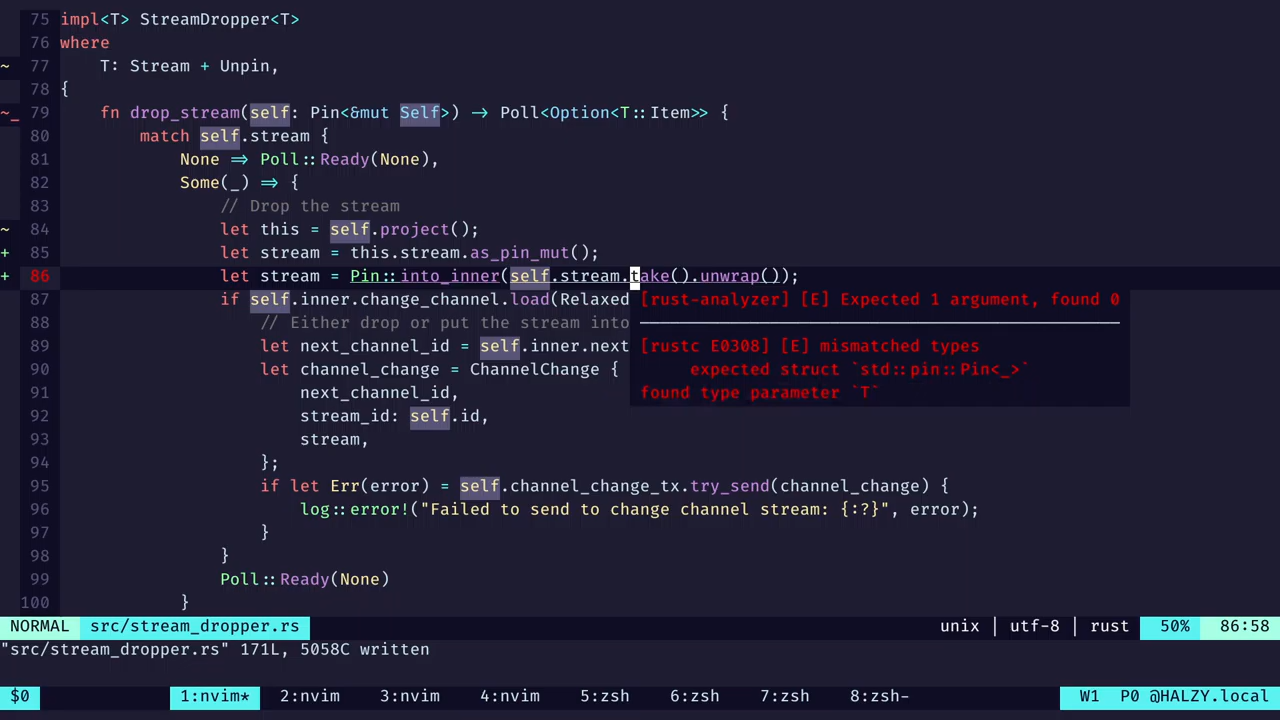 75 impl<T> StreamDropper<T>
76 where
~ 77     T: Stream + Unpin,
78 {
~_ 79     fn drop_stream(self: Pin<&mut Self>) -> Poll<Option<T::Item>> {
80         match self.stream {
81             None => Poll::Ready(None),
82             Some(_) => {
83                 // Drop the stream
~ 84                 let this = self.project();
+ 85                 let stream = this.stream.as_pin_mut();
+ 86                 let stream = Pin::into_inner(self.stream.take().unwrap());
87                 if self.inner.change_channel.load(Relaxed
[rust-analyzer] [E] Expected 1 argument, found 0
88                     // Either drop or put the stream into
89                     let next_channel_id = self.inner.next
[rustc E0308] [E] mismatched types
90                     let channel_change = ChannelChange {
expected struct `std::pin::Pin<_>`
91                         next_channel_id,
found type parameter `T`
92                         stream_id: self.id,
93                         stream,
94                     };
95                     if let Err(error) = self.channel_change_tx.try_send(channel_change) {
96                         log::error!("Failed to send to change channel stream: {:?}", error);
97                     }
98                 }
99                 Poll::Ready(None)
100             }
NORMAL src/stream_dropper.rs unix | utf-8 | rust 50% 86:58
"src/stream_dropper.rs" 171L, 5058C written
$0 1:nvim* 2:nvim 3:nvim 4:nvim 5:zsh 6:zsh 7:zsh 8:zsh- W1 P0 @HALZY.local